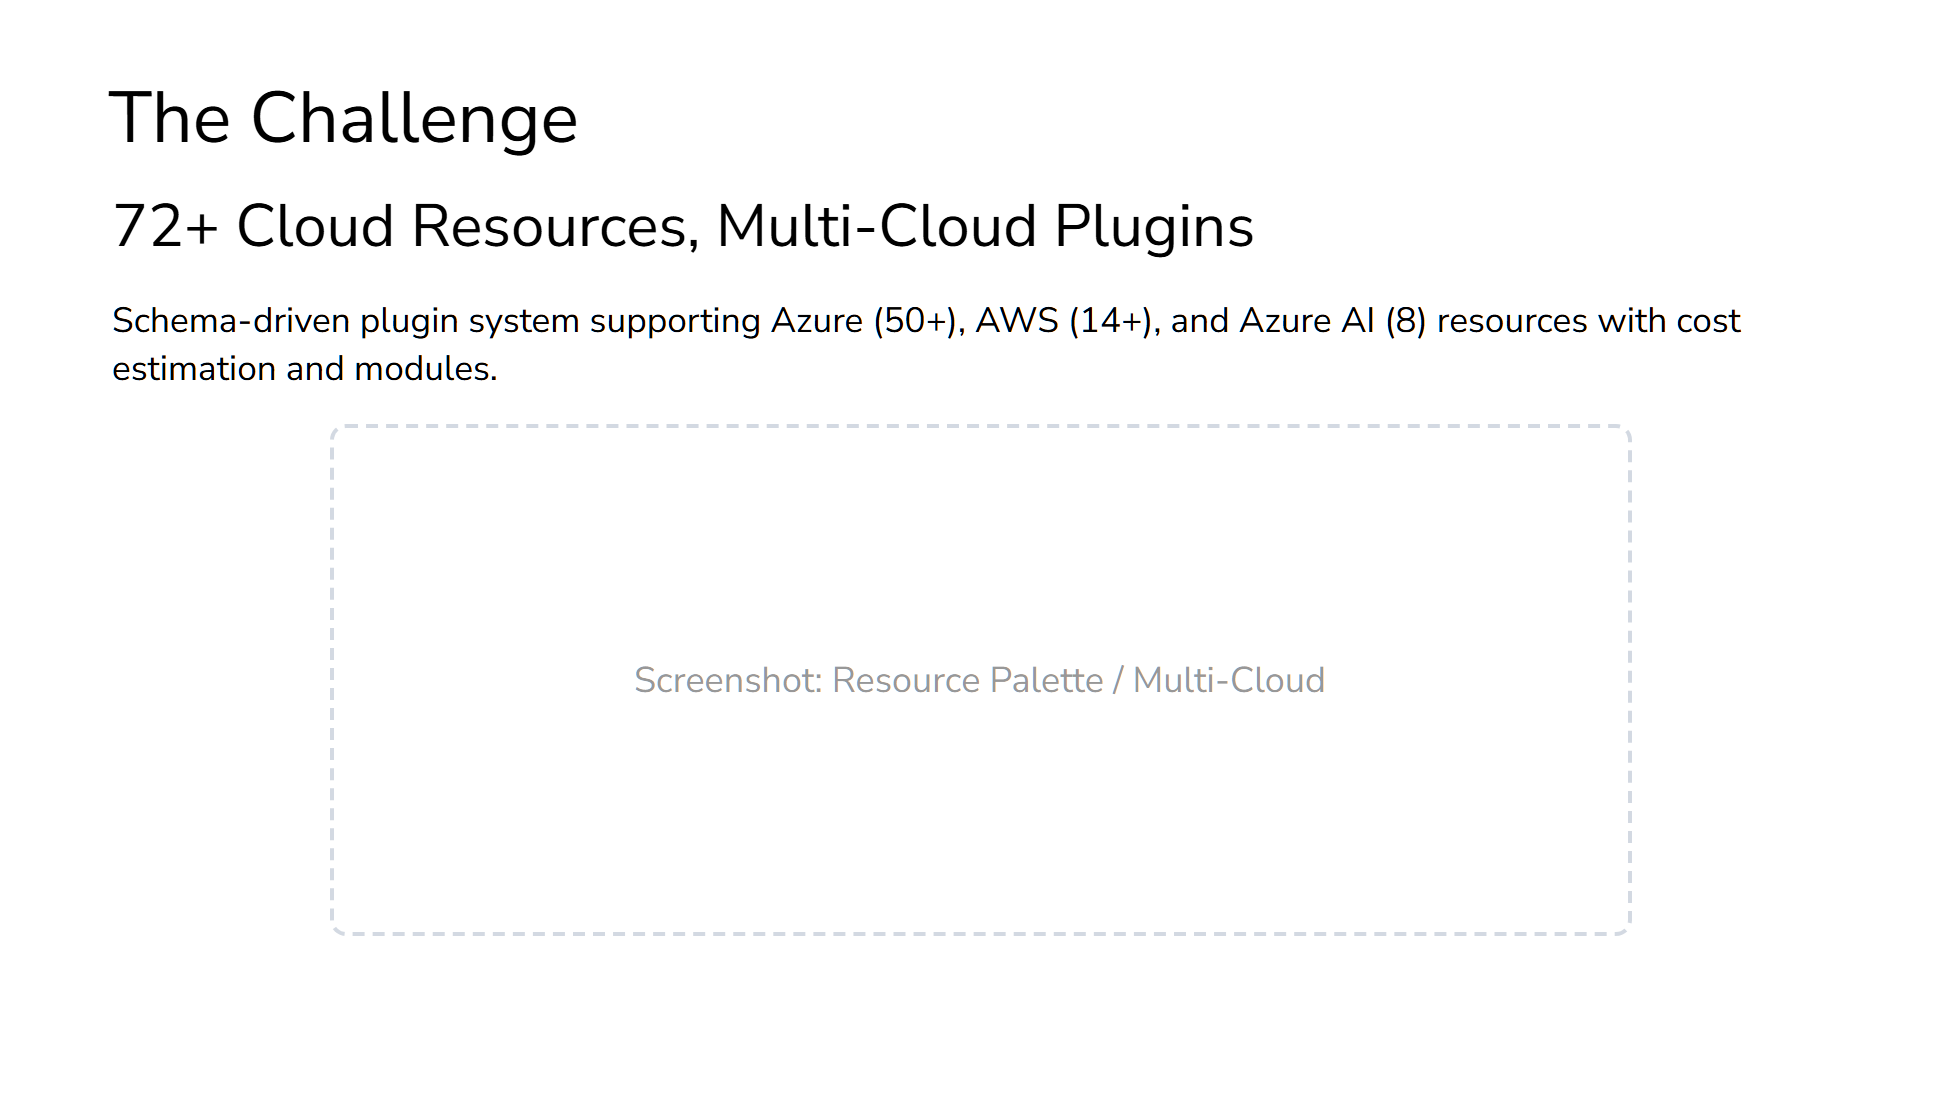 The Challenge
72+ Cloud Resources, Multi-Cloud Plugins
Schema-driven plugin system supporting Azure (50+), AWS (14+), and Azure AI (8) resources with cost
estimation and modules.
Screenshot: Resource Palette / Multi-Cloud